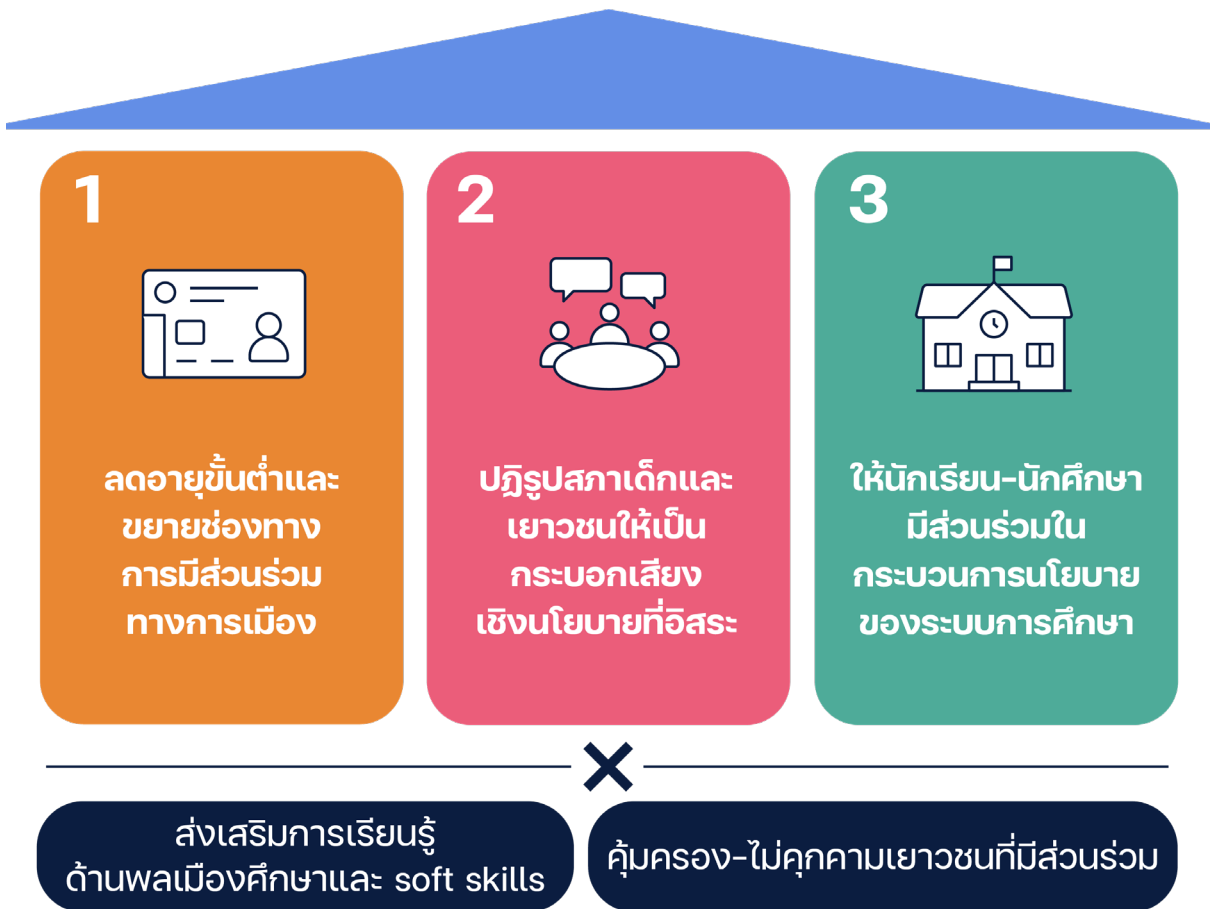 1
ลดอายุขั้นต่ำและ
ขยายช่องทาง
การมีส่วนร่วม
ทางการเมือง
2
ปฏิรูปสภาเด็กและ
เยาวชนให้เป็น
กระบอกเสียง
เชิงนโยบายที่อิสระ
3
ให้นักเรียน-นักศึกษา
มีส่วนร่วมใน
กระบวนการนโยบาย
ของระบบการศึกษา
ส่งเสริมการเรียนรู้
ด้านพลเมืองศึกษาและ soft skills
คุ้มครอง-ไม่คุกคามเยาวชนที่มีส่วนร่วม